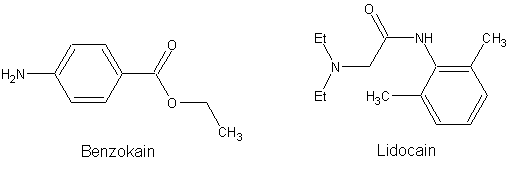 H₂N
O
O
CH₃
Benzokain
Et
N
Et
O
NH
CH₃
H₃C
Lidocain